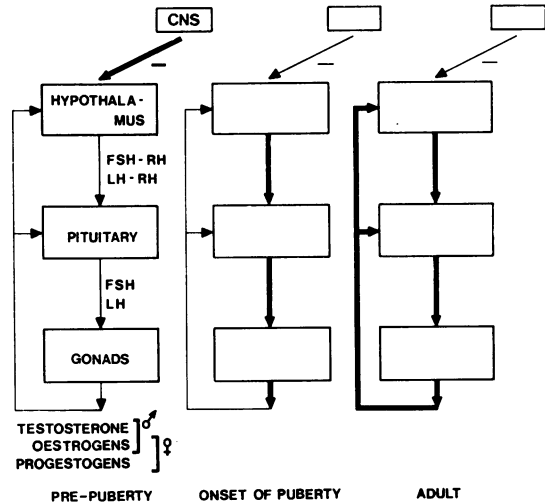 CNS
–
–
–
HYPOTHALA-
MUS
FSH-RH
LH-RH
PITUITARY
FSH
LH
GONADS
TESTOSTERONE ♂
OESTROGENS
PROGESTOGENS ♀
PRE-PUBERTY ONSET OF PUBERTY ADULT